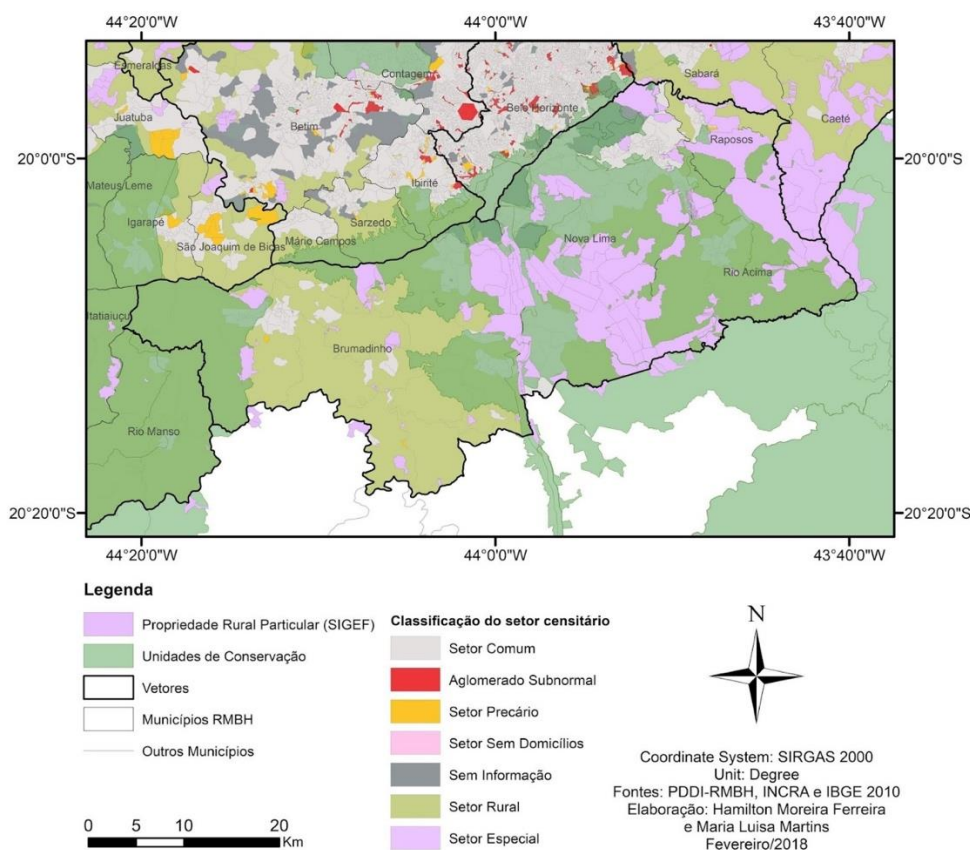 44°20'0"W 44°0'0"W 43°40'0"W
Esmeraldas
Contagem
Sabará
Juatuba
Betim
Belo Horizonte
Caeté
Raposos
20°0'0"S 20°0'0"S
Mateus Leme
Ibirité
Igarapé
Sarzedo
São Joaquim de Bicas
Mário Campos
Nova Lima
Rio Acima
Itatiaiuçu
Brumadinho
Rio Manso
20°20'0"S 20°20'0"S
44°20'0"W 44°0'0"W 43°40'0"W
Legenda
Propriedade Rural Particular (SIGEF)
Unidades de Conservação
Vetores
Municípios RMBH
Outros Municípios
0 5 10 20
Km
Classificação do setor censitário
Setor Comum
Aglomerado Subnormal
Setor Precário
Setor Sem Domicílios
Sem Informação
Setor Rural
Setor Especial
N
Coordinate System: SIRGAS 2000
Unit: Degree
Fontes: PDDI-RMBH, INCRA e IBGE 2010
Elaboração: Hamilton Moreira Ferreira
e Maria Luisa Martins
Fevereiro/2018